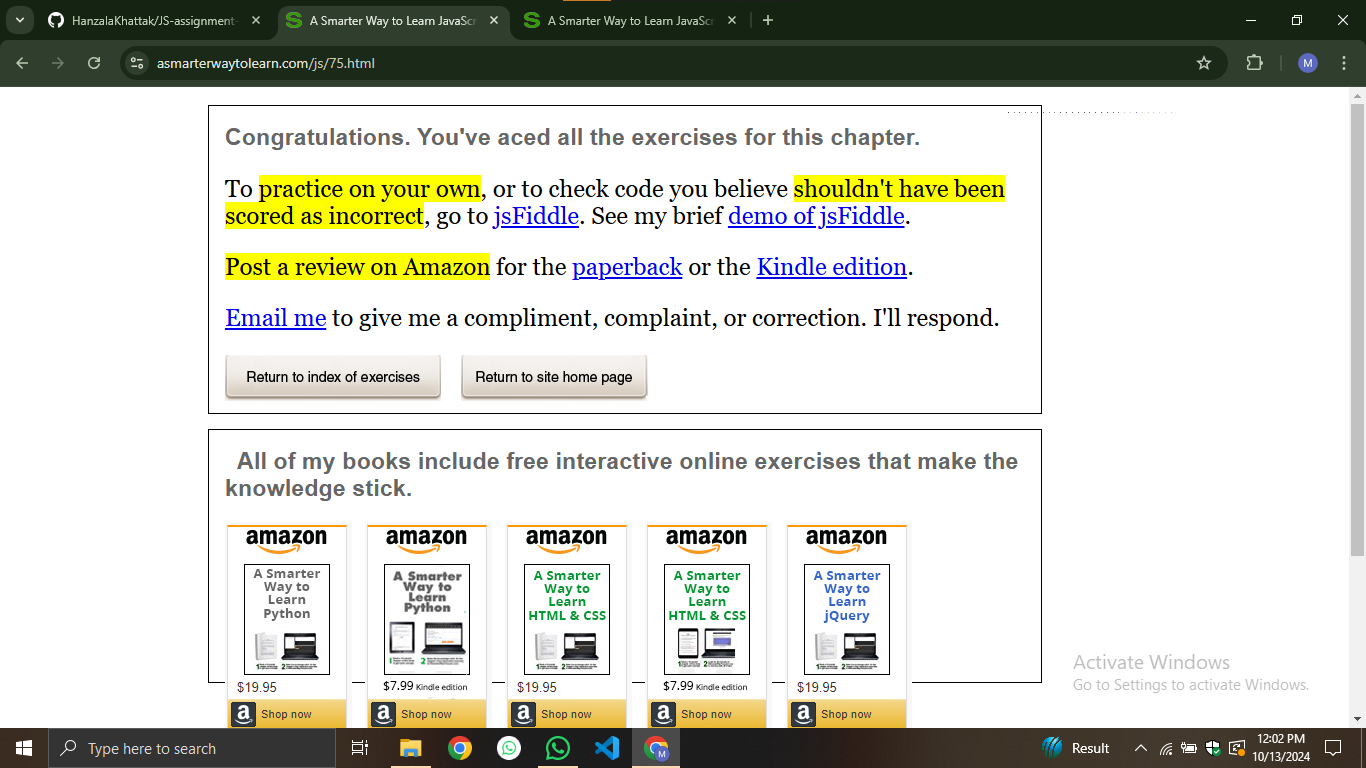 HanzalaKhattak/JS-assignment-
A Smarter Way to Learn JavaScr
A Smarter Way to Learn JavaScr
asmarterwaytolearn.com/js/75.html
M
Congratulations. You've aced all the exercises for this chapter.
To practice on your own, or to check code you believe shouldn't have been
scored as incorrect, go to jsFiddle. See my brief demo of jsFiddle.
Post a review on Amazon for the paperback or the Kindle edition.
Email me to give me a compliment, complaint, or correction. I'll respond.
Return to index of exercises
Return to site home page
All of my books include free interactive online exercises that make the
knowledge stick.
amazon
A Smarter
Way to
Learn
Python
$19.95
Shop now
amazon
A Smarter
Way to
Learn
Python
$7.99 Kindle edition
Shop now
amazon
A Smarter
Way to
Learn
HTML & CSS
$19.95
Shop now
amazon
A Smarter
Way to
Learn
HTML & CSS
$7.99 Kindle edition
Shop now
amazon
A Smarter
Way to
Learn
jQuery
$19.95
Shop now
Activate Windows
Go to Settings to activate Windows.
Type here to search
M
Result
12:02 PM
10/13/2024